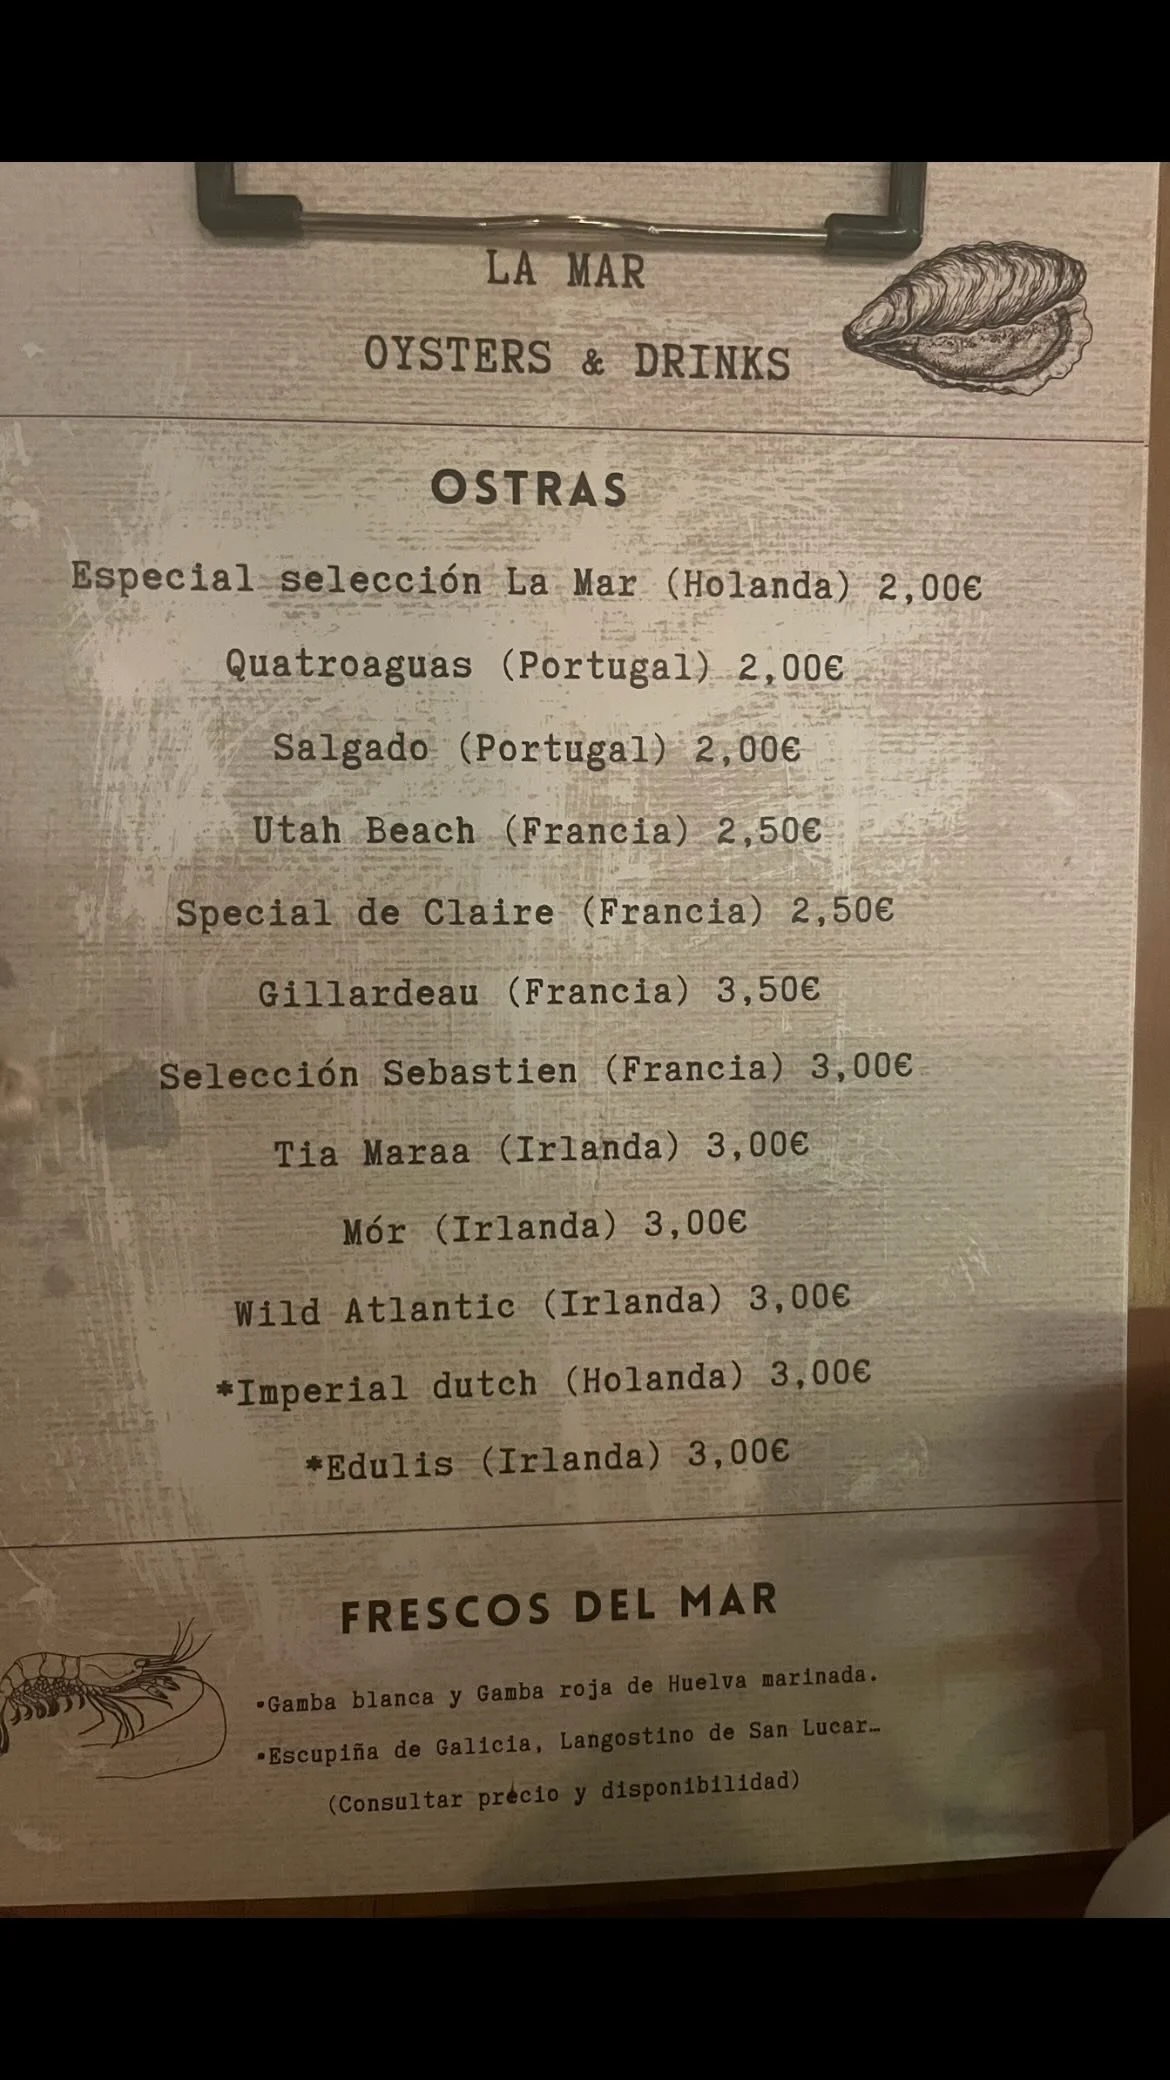 LA MAR
OYSTERS & DRINKS
OSTRAS
Especial selección La Mar (Holanda) 2,00€
Quatroaguas (Portugal) 2,00€
Salgado (Portugal) 2,00€
Utah Beach (Francia) 2,50€
Special de Claire (Francia) 2,50€
Gillardeau (Francia) 3,50€
Selección Sebastien (Francia) 3,00€
Tia Maraa (Irlanda) 3,00€
Mór (Irlanda) 3,00€
Wild Atlantic (Irlanda) 3,00€
*Imperial dutch (Holanda) 3,00€
*Edulis (Irlanda) 3,00€
FRESCOS DEL MAR
•Gamba blanca y Gamba roja de Huelva marinada.
•Escupiña de Galicia, Langostino de San Lucar…
(Consultar precio y disponibilidad)